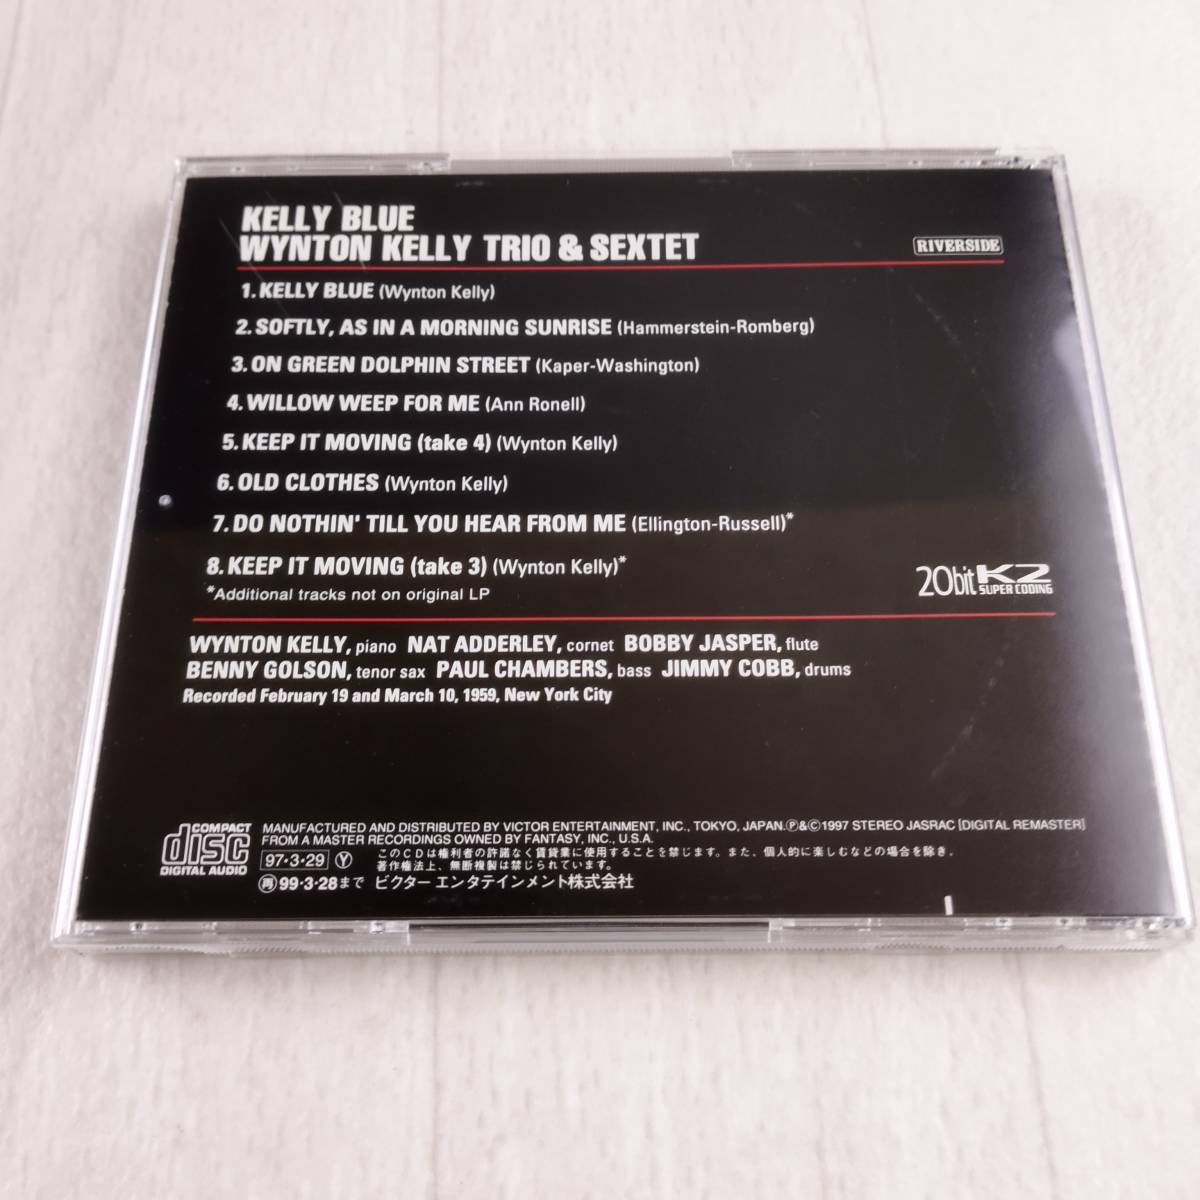 KELLY BLUE
WYNTON KELLY TRIO & SEXTET
RIVERSIDE
1. KELLY BLUE (Wynton Kelly)
2. SOFTLY, AS IN A MORNING SUNRISE (Hammerstein-Romberg)
3. ON GREEN DOLPHIN STREET (Kaper-Washington)
4. WILLOW WEEP FOR ME (Ann Ronell)
5. KEEP IT MOVING (take 4) (Wynton Kelly)
6. OLD CLOTHES (Wynton Kelly)
7. DO NOTHIN' TILL YOU HEAR FROM ME (Ellington-Russell)*
8. KEEP IT MOVING (take 3) (Wynton Kelly)*
*Additional tracks not on original LP
20bit K2
SUPER CODING
WYNTON KELLY, piano NAT ADDERLEY, cornet BOBBY JASPER, flute
BENNY GOLSON, tenor sax PAUL CHAMBERS, bass JIMMY COBB, drums
Recorded February 19 and March 10, 1959, New York City
COMPACT
disc
DIGITAL AUDIO
MANUFACTURED AND DISTRIBUTED BY VICTOR ENTERTAINMENT, INC., TOKYO, JAPAN.Ⓟ&Ⓒ1997 STEREO JASRAC [DIGITAL REMASTER]
FROM A MASTER RECORDINGS OWNED BY FANTASY, INC., U.S.A.
97・3・29 Ⓨ このCDは権利者の許諾なく賃貸業に使用することを禁じます。また、個人的に楽しむなどの場合を除き、
著作権法上、無断複製は禁じられています。
㊢99・3・28まで ビクター エンタテインメント株式会社